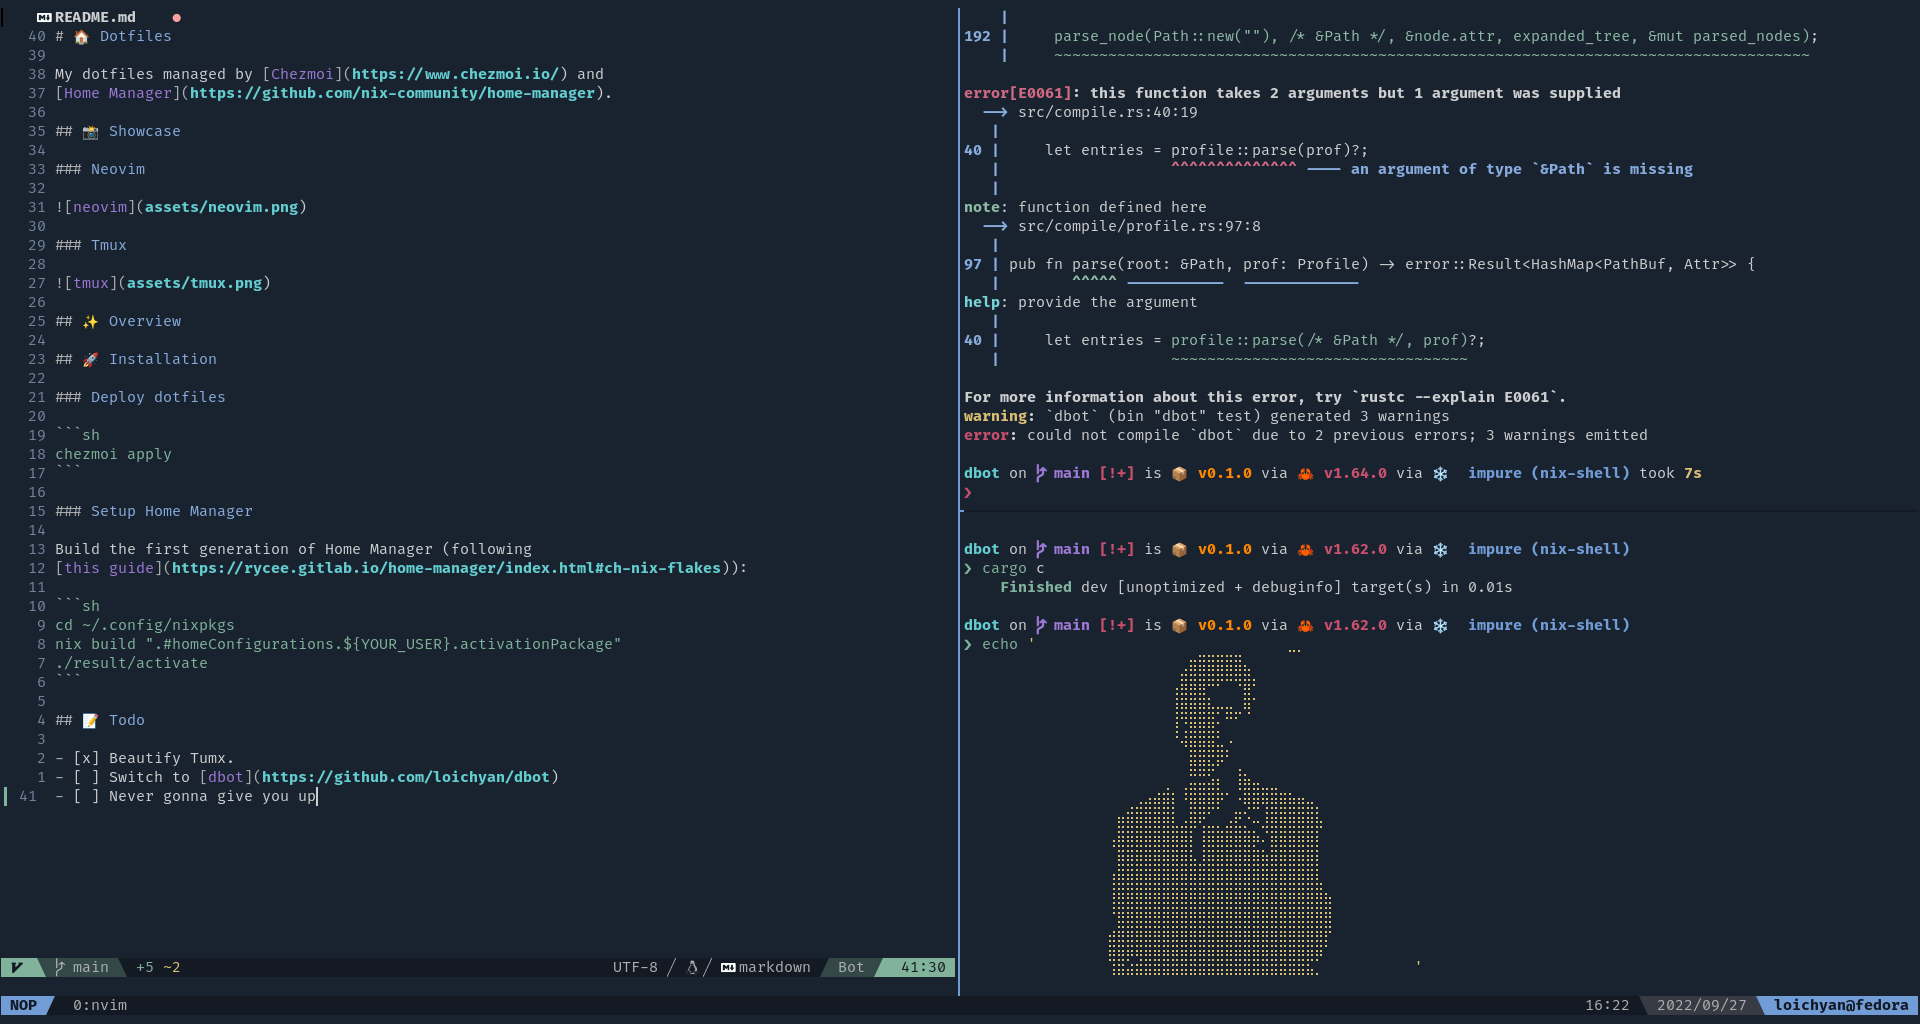 README.md ●
40 # 🏠 Dotfiles
39
38 My dotfiles managed by [Chezmoi](https://www.chezmoi.io/) and
37 [Home Manager](https://github.com/nix-community/home-manager).
36
35 ## 📸 Showcase
34
33 ### Neovim
32
31 ![neovim](assets/neovim.png)
30
29 ### Tmux
28
27 ![tmux](assets/tmux.png)
26
25 ## ✨ Overview
24
23 ## 🚀 Installation
22
21 ### Deploy dotfiles
20
19 ```sh
18 chezmoi apply
17 ```
16
15 ### Setup Home Manager
14
13 Build the first generation of Home Manager (following
12 [this guide](https://rycee.gitlab.io/home-manager/index.html#ch-nix-flakes)):
11
10 ```sh
9 cd ~/.config/nixpkgs
8 nix build ".#homeConfigurations.${YOUR_USER}.activationPackage"
7 ./result/activate
6 ```
5
4 ## 📝 Todo
3
2 - [x] Beautify Tumx.
1 - [ ] Switch to [dbot](https://github.com/loichyan/dbot)
41 - [ ] Never gonna give you up
V main +5 ~2 UTF-8 markdown Bot 41:30
|
192 | parse_node(Path::new(""), /* &Path */, &node.attr, expanded_tree, &mut parsed_nodes);
| ~~~~~~~~~~~~~~~~~~~~~~~~~~~~~~~~~~~~~~~~~~~~~~~~~~~~~~~~~~~~~~~~~~~~~~~~~~~~~~~~~~~~
error[E0061]: this function takes 2 arguments but 1 argument was supplied
--> src/compile.rs:40:19
|
40 | let entries = profile::parse(prof)?;
| ^^^^^^^^^^^^^^ ---- an argument of type `&Path` is missing
|
note: function defined here
--> src/compile/profile.rs:97:8
|
97 | pub fn parse(root: &Path, prof: Profile) -> error::Result<HashMap<PathBuf, Attr>> {
| ^^^^^ ----------- -------------
help: provide the argument
|
40 | let entries = profile::parse(/* &Path */, prof)?;
| ~~~~~~~~~~~~~~~~~~~~~~~~~~~~~~~~~
For more information about this error, try `rustc --explain E0061`.
warning: `dbot` (bin "dbot" test) generated 3 warnings
error: could not compile `dbot` due to 2 previous errors; 3 warnings emitted
dbot on main [!+] is 📦 v0.1.0 via 🦀 v1.64.0 via ❄️ impure (nix-shell) took 7s
❯
dbot on main [!+] is 📦 v0.1.0 via 🦀 v1.62.0 via ❄️ impure (nix-shell)
❯ cargo c
Finished dev [unoptimized + debuginfo] target(s) in 0.01s
dbot on main [!+] is 📦 v0.1.0 via 🦀 v1.62.0 via ❄️ impure (nix-shell)
❯ echo '
'
NOP 0:nvim 16:22 2022/09/27 loichyan@fedora